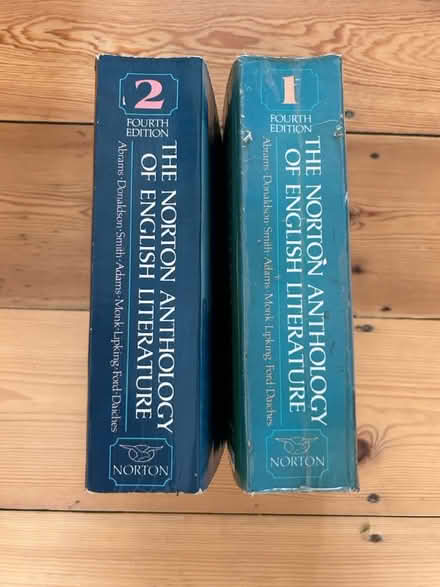 2
FOURTH
EDITION
THE NORTON ANTHOLOGY
OF ENGLISH LITERATURE
Abrams·Donaldson·Smith·Adams·Monk·Lipking·Ford·Daiches
NORTON
1
FOURTH
EDITION
THE NORTON ANTHOLOGY
OF ENGLISH LITERATURE
Abrams·Donaldson·Smith·Adams·Monk·Lipking·Ford·Daiches
NORTON